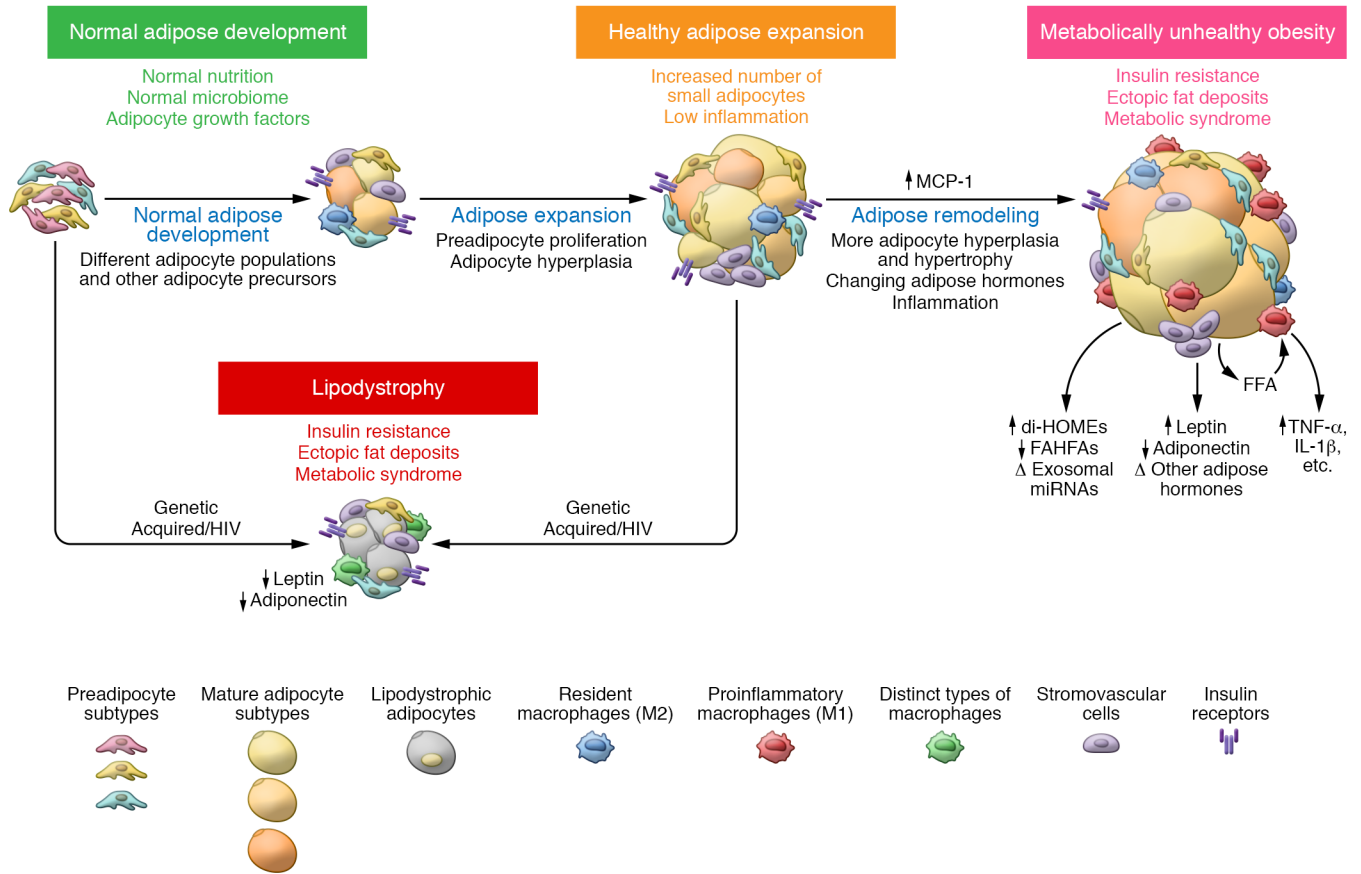 Normal adipose development
Normal nutrition
Normal microbiome
Adipocyte growth factors
Healthy adipose expansion
Increased number of
small adipocytes
Low inflammation
Metabolically unhealthy obesity
Insulin resistance
Ectopic fat deposits
Metabolic syndrome
Normal adipose
development
Different adipocyte populations
and other adipocyte precursors
Adipose expansion
Preadipocyte proliferation
Adipocyte hyperplasia
MCP-1
Adipose remodeling
More adipocyte hyperplasia
and hypertrophy
Changing adipose hormones
Inflammation
FFA
di-HOMEs
FAHFAs
Δ Exosomal
miRNAs
Leptin
Adiponectin
Δ Other adipose
hormones
TNF-α,
IL-1β,
etc.
Lipodystrophy
Insulin resistance
Ectopic fat deposits
Metabolic syndrome
Genetic
Acquired/HIV
Genetic
Acquired/HIV
Leptin
Adiponectin
Preadipocyte
subtypes
Mature adipocyte
subtypes
Lipodystrophic
adipocytes
Resident
macrophages (M2)
Proinflammatory
macrophages (M1)
Distinct types of
macrophages
Stromovascular
cells
Insulin
receptors